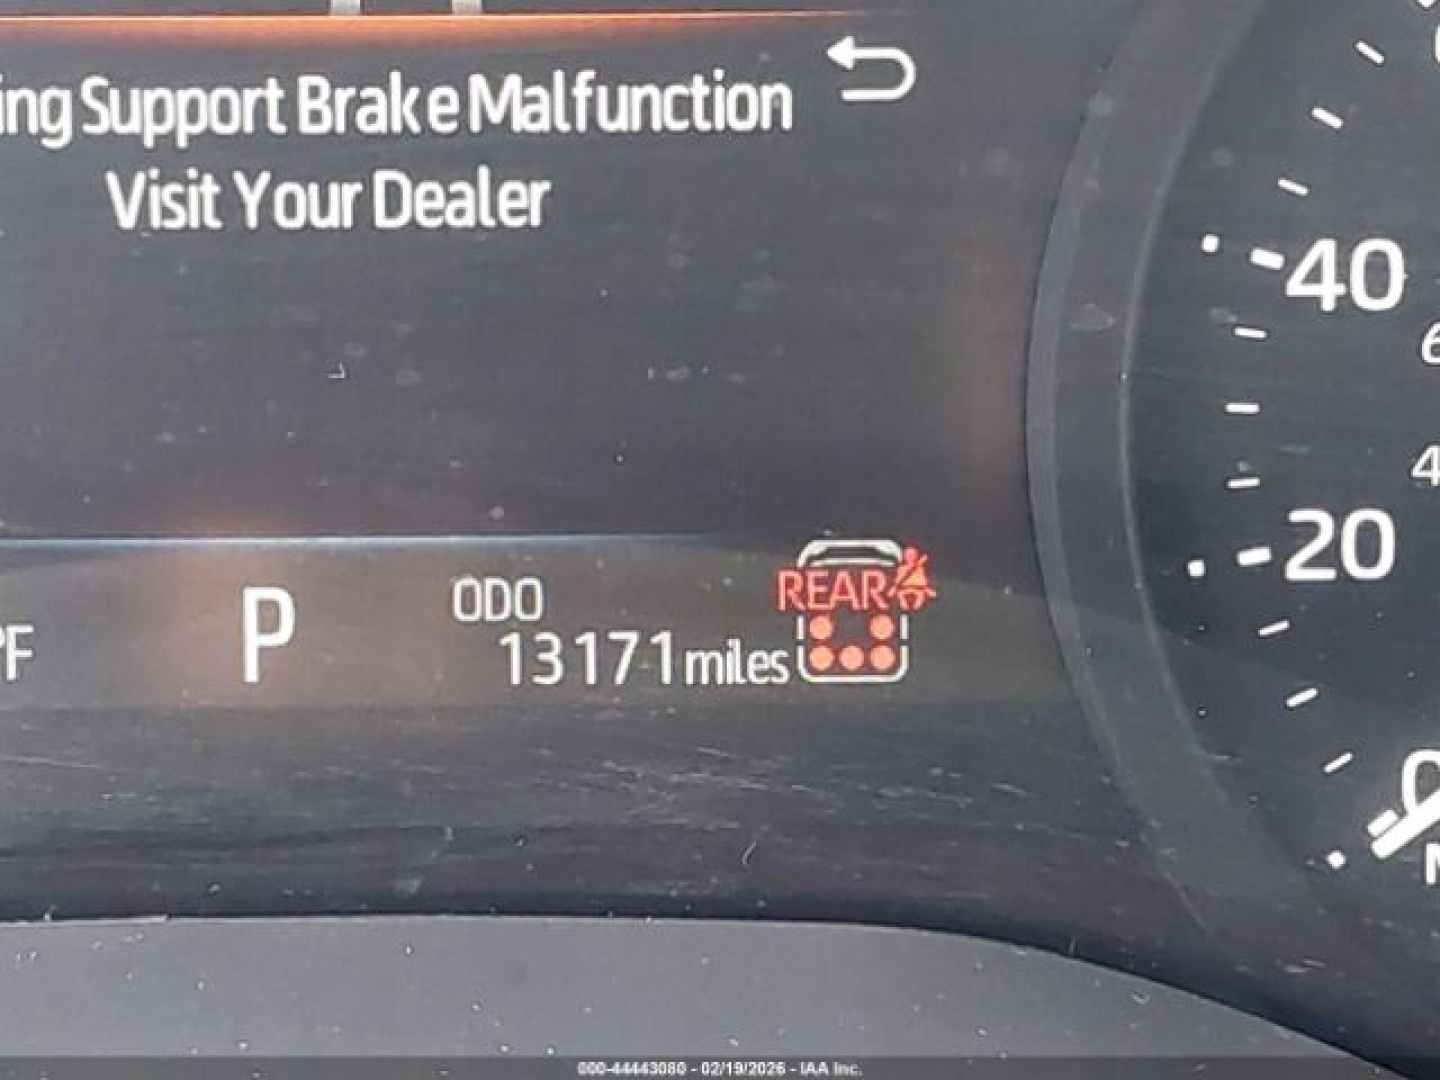 ing Support Brake Malfunction
Visit Your Dealer
40
20
°F
P
ODO
13171 miles
REAR
000-44443080 - 02/19/2026 - IAA Inc.